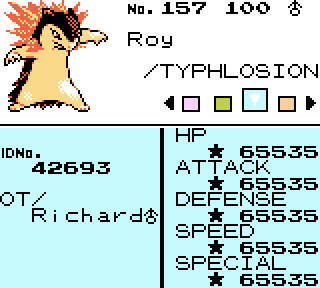 No. 157 100 ♂
Roy
/TYPHLOSION
IDNo.
42693
OT/
Richard♂
HP
★ 65535
ATTACK
★ 65535
DEFENSE
★ 65535
SPEED
★ 65535
SPECIAL
★ 65535